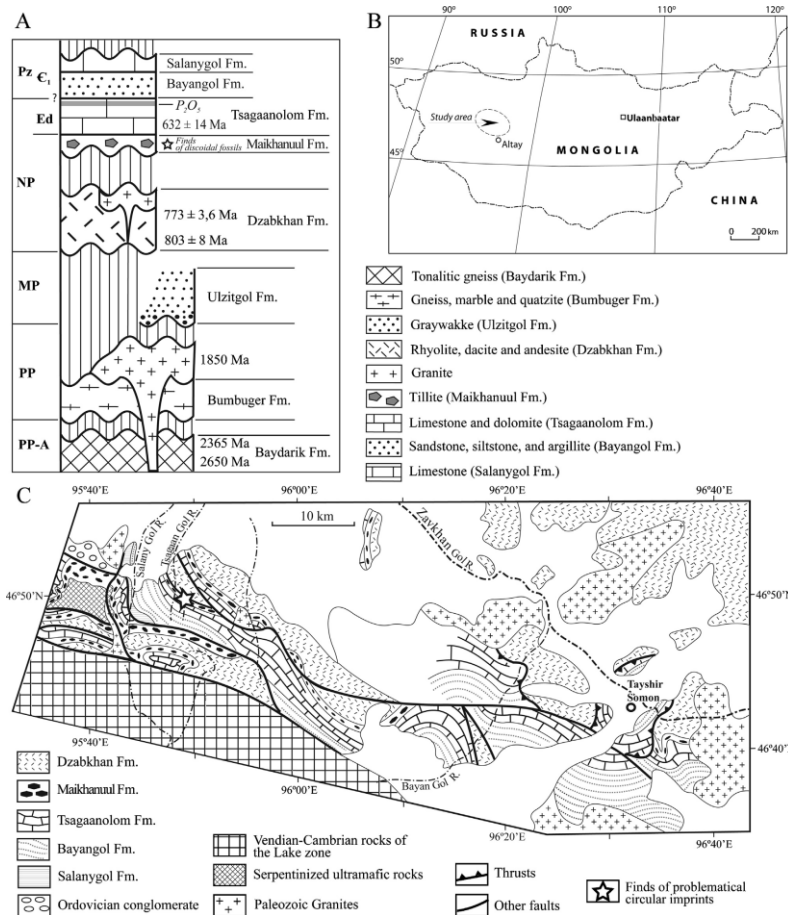 A
Pz
Є₁
Salanygol Fm.
Bayangol Fm.
?
Ed
P₂O₅
Tsagaanolom Fm.
632 ± 14 Ma
Finds
of discoidal fossils
Maikhanuul Fm.
NP
773 ± 3,6 Ma
Dzabkhan Fm.
803 ± 8 Ma
MP
Ulzitgol Fm.
PP
1850 Ma
Bumbuger Fm.
PP-A
2365 Ma
Baydarik Fm.
2650 Ma
B
90° 100° 110° 120°
RUSSIA
50°
Study area
Ulaanbaatar
Altay
MONGOLIA
45°
CHINA
0 200 km
Tonalitic gneiss (Baydarik Fm.)
Gneiss, marble and quatzite (Bumbuger Fm.)
Graywakke (Ulzitgol Fm.)
Rhyolite, dacite and andesite (Dzabkhan Fm.)
Granite
Tillite (Maikhanuul Fm.)
Limestone and dolomite (Tsagaanolom Fm.)
Sandstone, siltstone, and argillite (Bayangol Fm.)
Limestone (Salanygol Fm.)
C
95°40'E 96°00'E 96°20'E 96°40'E
10 km
Salany Gol R.
Tsagaan Gol R.
Zavkhan Gol R.
46°50'N 46°50'N
Tayshir
Somon
46°40'N
Bayan Gol R.
95°40'E
96°00'E
96°20'E 96°40'E
Dzabkhan Fm.
Maikhanuul Fm.
Tsagaanolom Fm.
Bayangol Fm.
Salanygol Fm.
Ordovician conglomerate
Vendian-Cambrian rocks of
the Lake zone
Serpentinized ultramafic rocks
Paleozoic Granites
Thrusts
Other faults
Finds of problematical
circular imprints